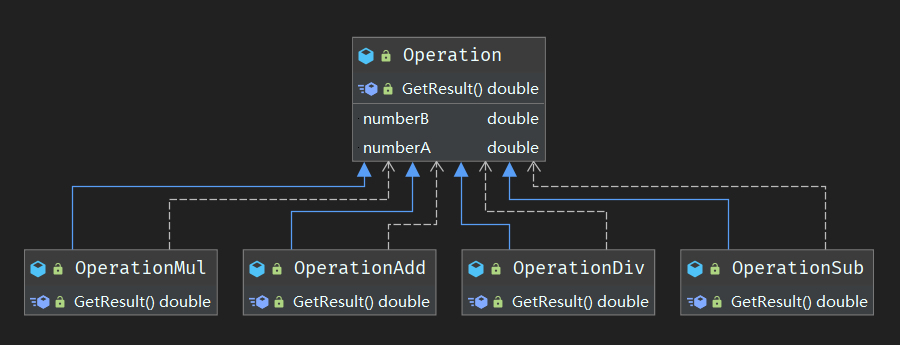 Operation
GetResult() double
numberB double
numberA double
OperationMul
GetResult() double
OperationAdd
GetResult() double
OperationDiv
GetResult() double
OperationSub
GetResult() double